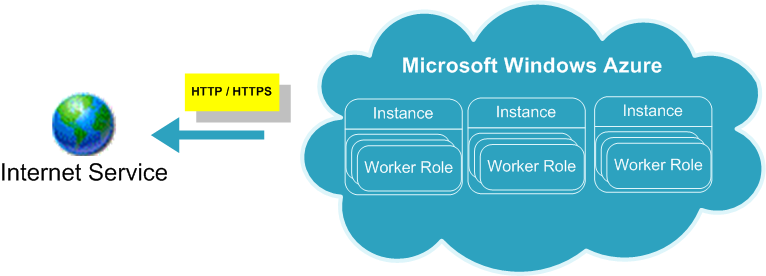 Microsoft Windows Azure
HTTP / HTTPS
Instance
Instance
Instance
Worker Role
Worker Role
Worker Role
Internet Service